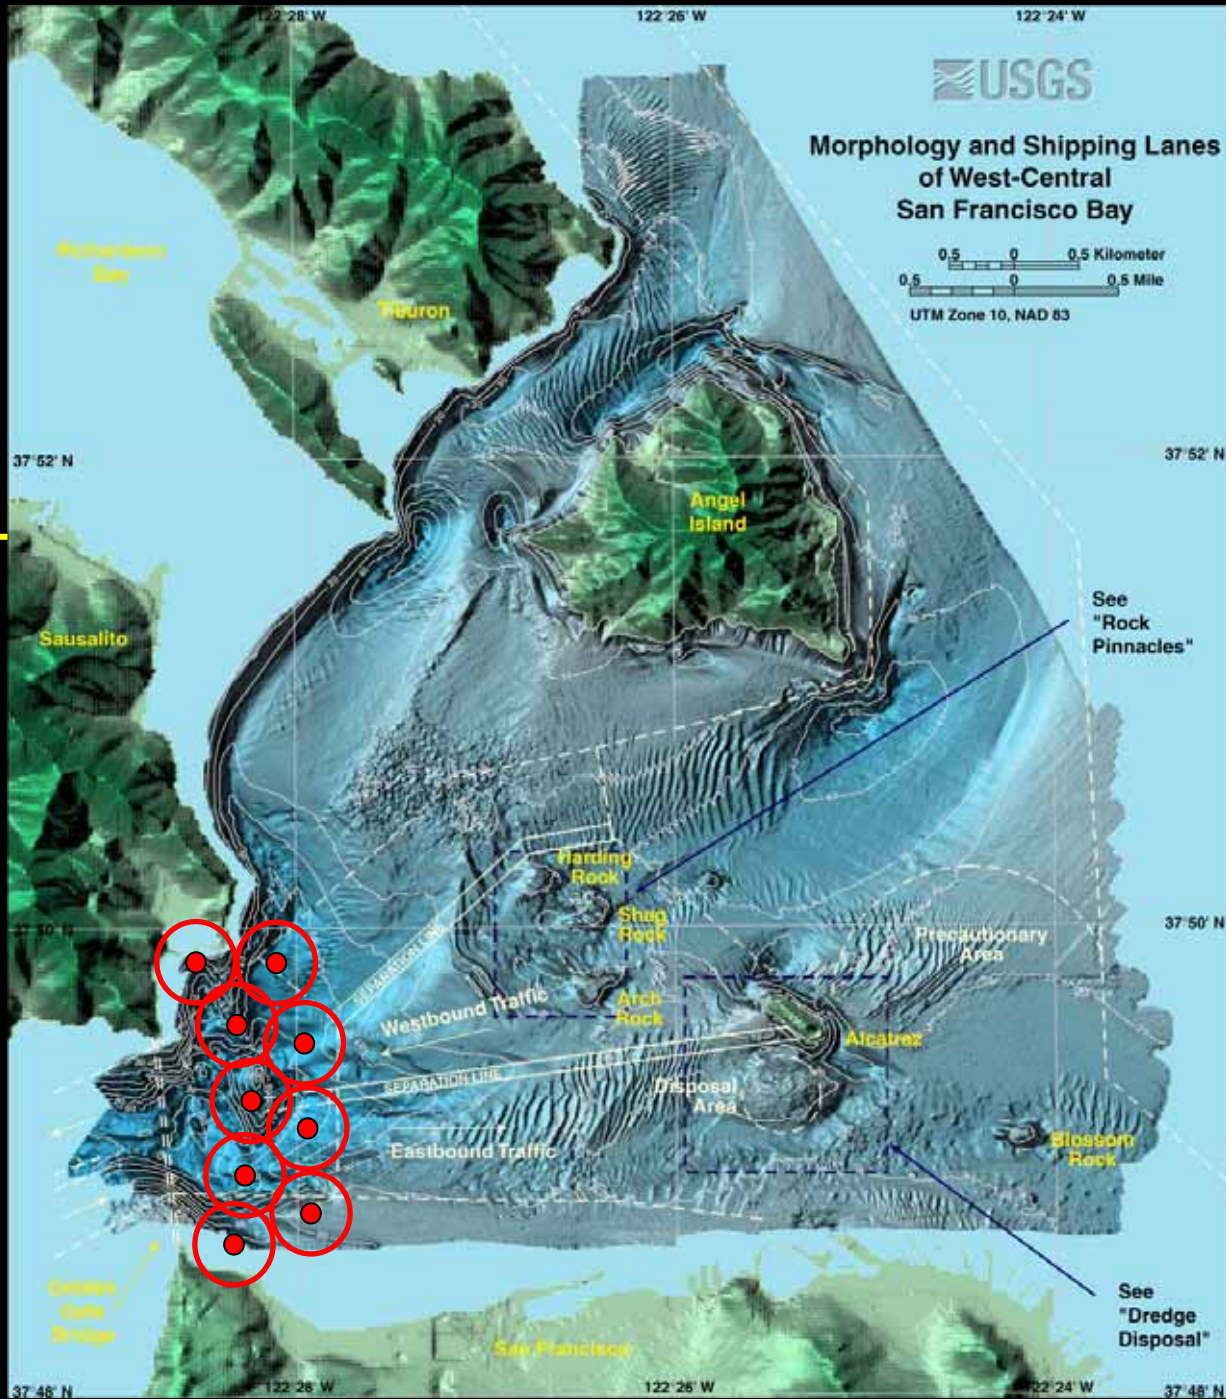 122°28' W
122°26' W
122°24' W
USGS
Morphology and Shipping Lanes
of West-Central
San Francisco Bay
0.5 0 0.5 Kilometer
0.5 0 0.5 Mile
UTM Zone 10, NAD 83
Richardson
Bay
Tiburon
37°52' N
37°52' N
Angel
Island
See
"Rock
Pinnacles"
Sausalito
Harding
Rock
Shag
Rock
37°50' N
37°50' N
Precautionary
Area
SEPARATION LINE
Westbound Traffic
Arch
Rock
Alcatraz
SEPARATION LINE
Disposal
Area
Eastbound Traffic
Blossom
Rock
Golden
Gate
Bridge
San Francisco
See
"Dredge
Disposal"
37°48' N
122°28' W
122°26' W
122°24' W
37°48' N